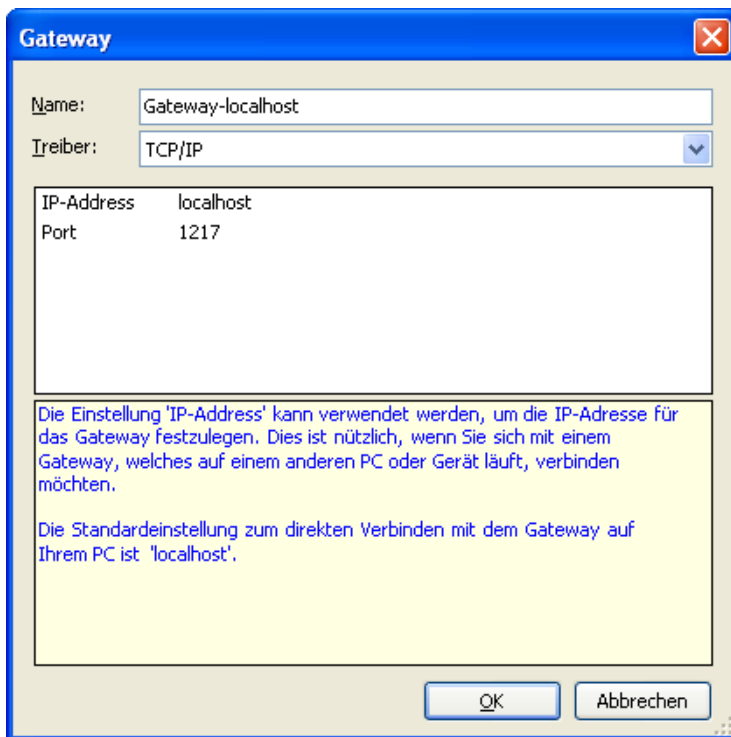 Gateway
Name: Gateway-localhost
Treiber: TCP/IP
IP-Address localhost
Port 1217
Die Einstellung 'IP-Address' kann verwendet werden, um die IP-Adresse für
das Gateway festzulegen. Dies ist nützlich, wenn Sie sich mit einem
Gateway, welches auf einem anderen PC oder Gerät läuft, verbinden
möchten.
Die Standardeinstellung zum direkten Verbinden mit dem Gateway auf
Ihrem PC ist 'localhost'.
OK Abbrechen